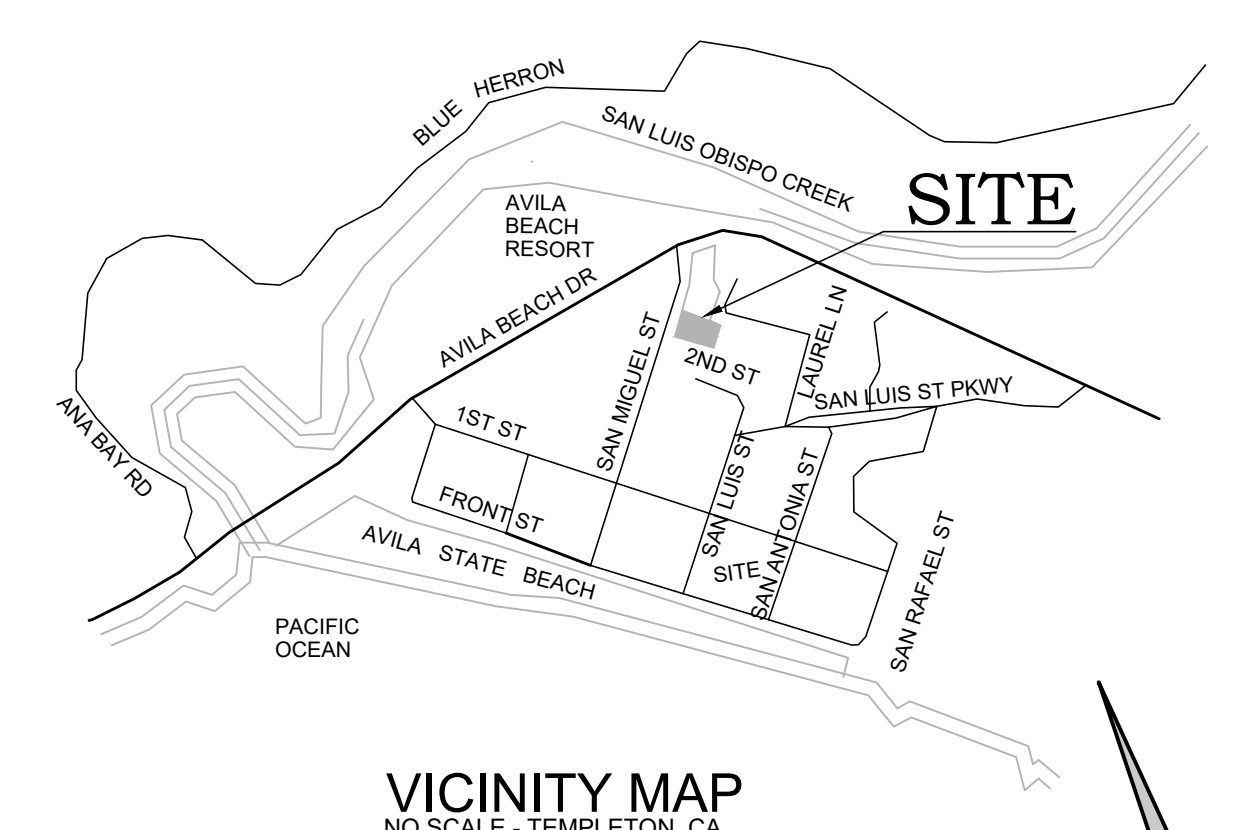 BLUE HERRON
SAN LUIS OBISPO CREEK
SITE
AVILA
BEACH
RESORT
AVILA BEACH DR
SAN MIGUEL ST
LAUREL LN
2ND ST
SAN LUIS ST PKWY
ANA BAY RD
1ST ST
SAN LUIS ST
SAN ANTONIA ST
FRONT ST
AVILA STATE BEACH
SITE
SAN RAFAEL ST
PACIFIC
OCEAN
VICINITY MAP
NO SCALE - TEMPLETON, CA